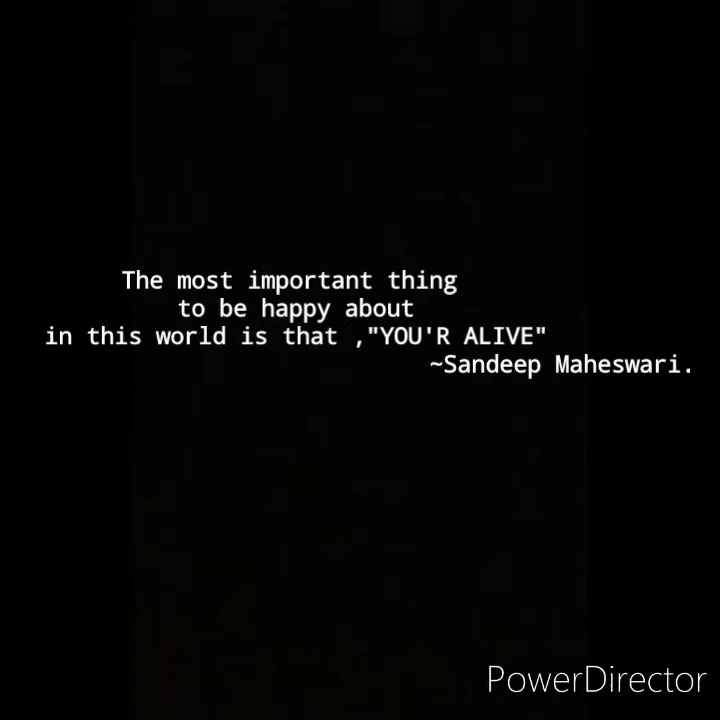 The most important thing
to be happy about
in this world is that ,"YOU'R ALIVE"
~Sandeep Maheswari.
PowerDirector